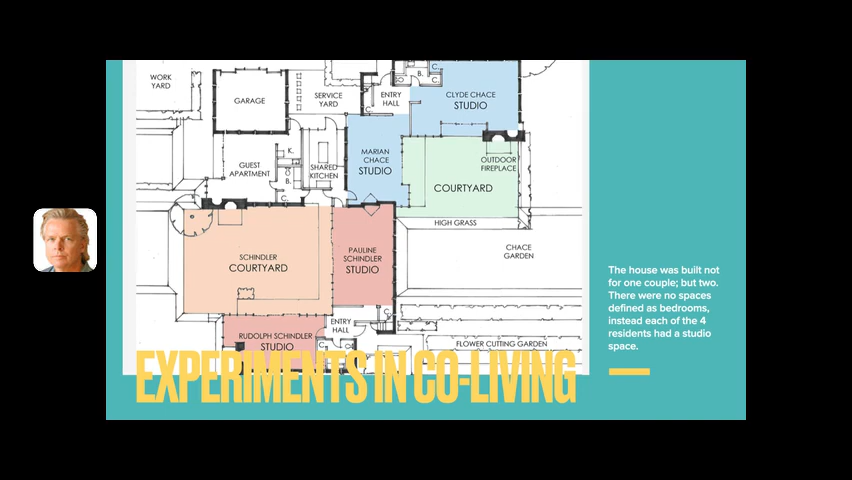 WORK
YARD
GARAGE
SERVICE
YARD
ENTRY
HALL
C.
B.
C.
C.
CLYDE CHACE
STUDIO
MARIAN
CHACE
STUDIO
OUTDOOR
FIREPLACE
COURTYARD
GUEST
APARTMENT
K.
B.
C.
SHARED
KITCHEN
HIGH GRASS
CHACE
GARDEN
SCHINDLER
COURTYARD
PAULINE
SCHINDLER
STUDIO
C.
ENTRY
HALL
RUDOLPH SCHINDLER
STUDIO
C.
FLOWER CUTTING GARDEN
EXPERIMENTS IN CO-LIVING
The house was built not
for one couple; but two.
There were no spaces
defined as bedrooms,
instead each of the 4
residents had a studio
space.